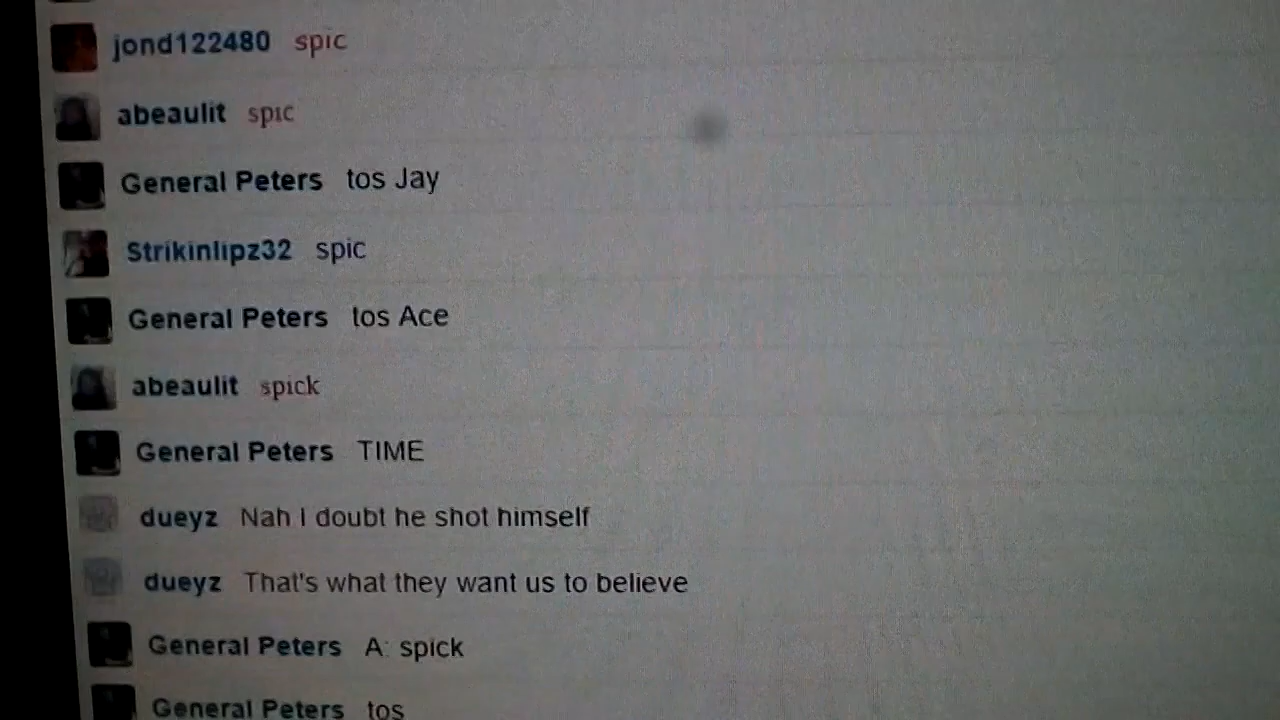 jond122480 spic
abeaulit spic
General Peters tos Jay
Strikinlipz32 spic
General Peters tos Ace
abeaulit spick
General Peters TIME
dueyz Nah I doubt he shot himself
dueyz That's what they want us to believe
General Peters A: spick
General Peters tos